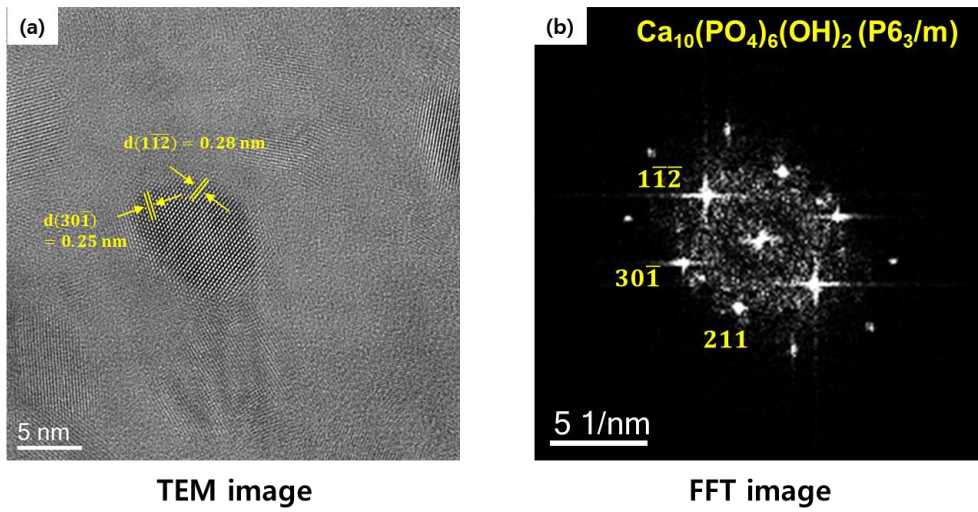 (a)
d(11̅2̅) = 0.28 nm
d(301̅)
= 0.25 nm
5 nm
TEM image
(b)
Ca₁₀(PO₄)₆(OH)₂ (P6₃/m)
11̅2̅
301̅
211
5 1/nm
FFT image